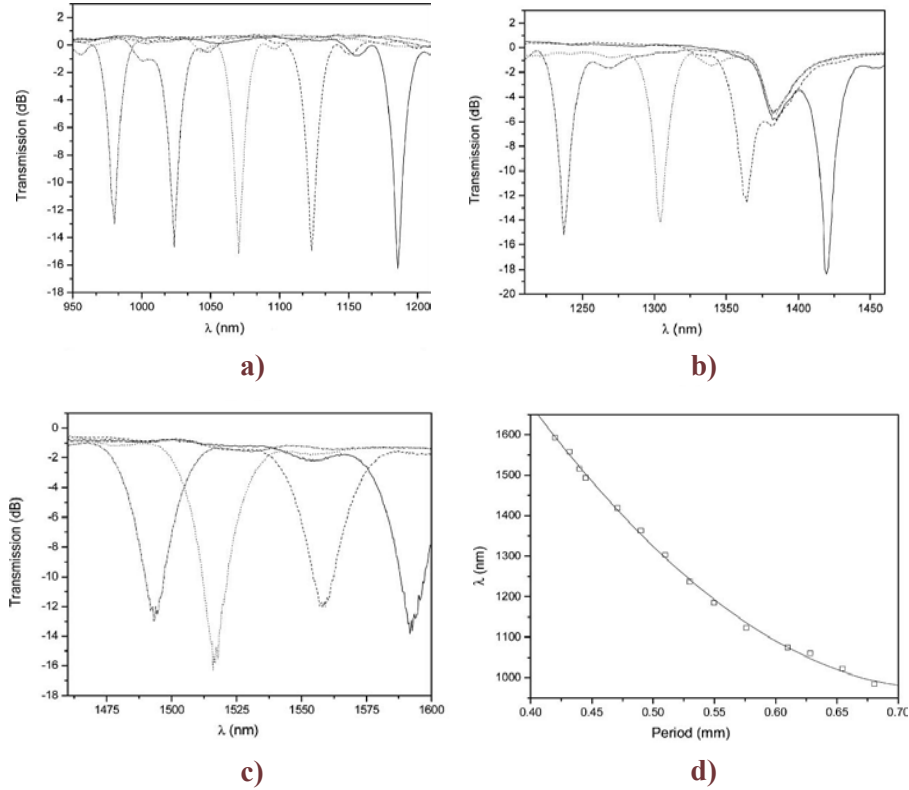 2
0
-2
-4
-6
-8
-10
-12
-14
-16
-18
Transmission (dB)
950 1000 1050 1100 1150 1200
λ (nm)
a)
2
0
-2
-4
-6
-8
-10
-12
-14
-16
-18
-20
Transmission (dB)
1250 1300 1350 1400 1450
λ (nm)
b)
0
-2
-4
-6
-8
-10
-12
-14
-16
-18
Transmission (dB)
1475 1500 1525 1550 1575 1600
λ (nm)
c)
1600
1500
1400
1300
1200
1100
1000
λ (nm)
0.40 0.45 0.50 0.55 0.60 0.65 0.70
Period (mm)
d)